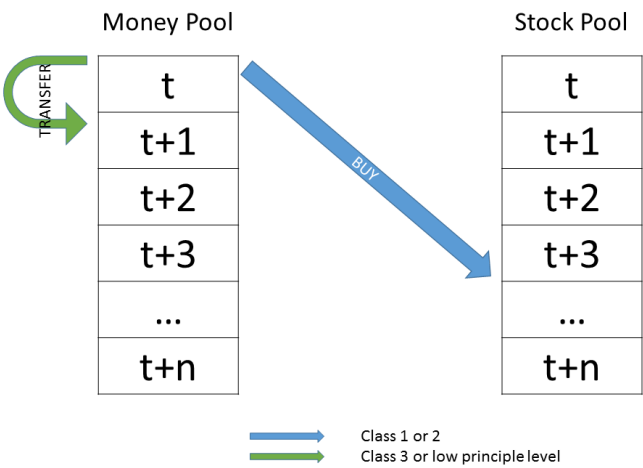 Money Pool
Stock Pool
TRANSFER
t
t+1
t+2
t+3
...
t+n
BUY
t
t+1
t+2
t+3
...
t+n
Class 1 or 2
Class 3 or low principle level